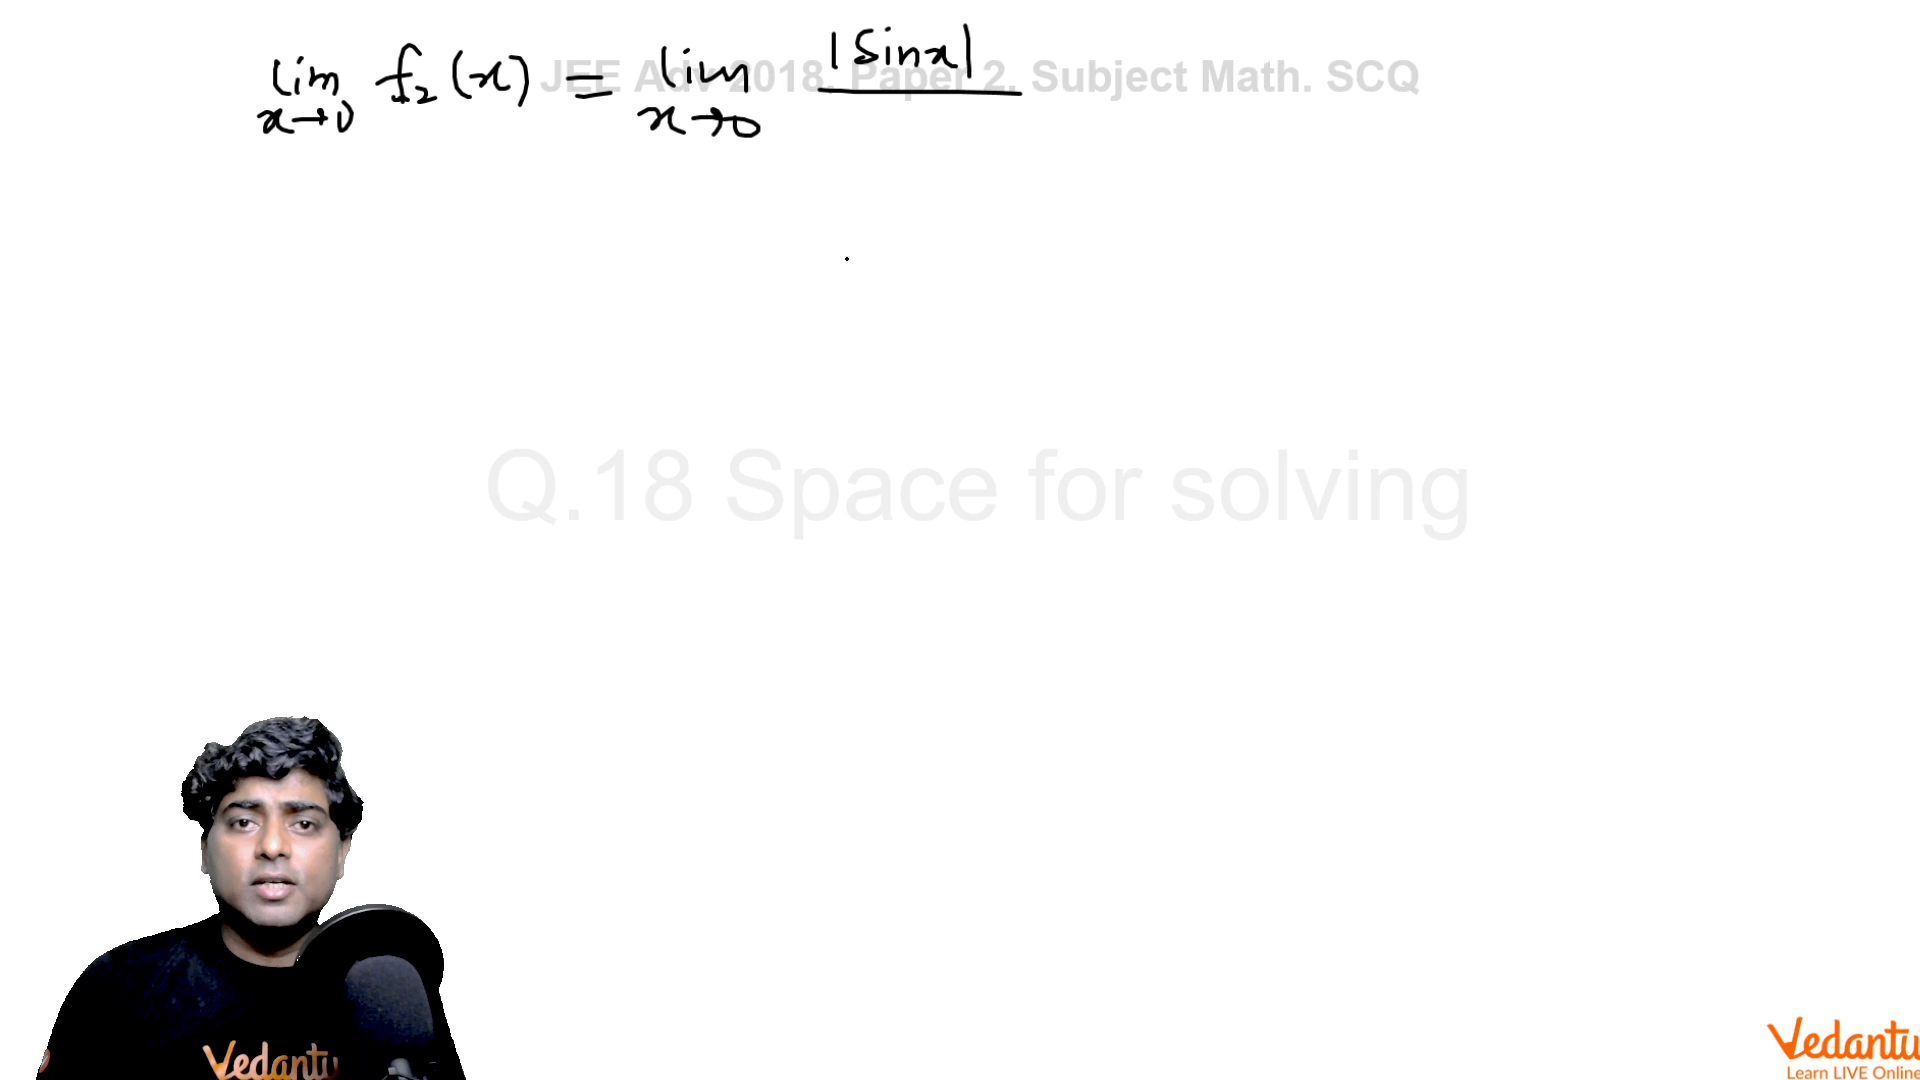 lim f₂(x) = lim |Sinx|
x→0 x→0
JEE Adv 2018. Paper 2. Subject Math. SCQ
Q.18 Space for solving
Vedantu
Vedantu
Learn LIVE Online